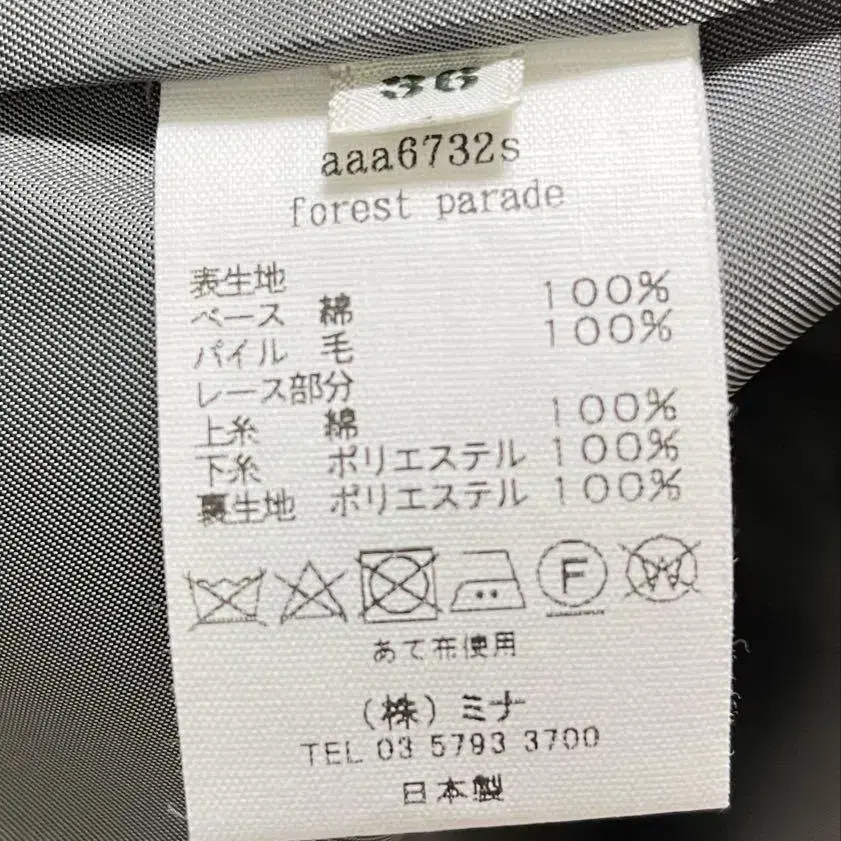 36
aaa6732s
forest parade
表生地
ベース 綿 100%
パイル 毛 100%
レース部分
上糸 綿 100%
下糸 ポリエステル 100%
裏生地 ポリエステル 100%
F
W
あて布使用
(株)ミナ
TEL 03 5793 3700
日本製